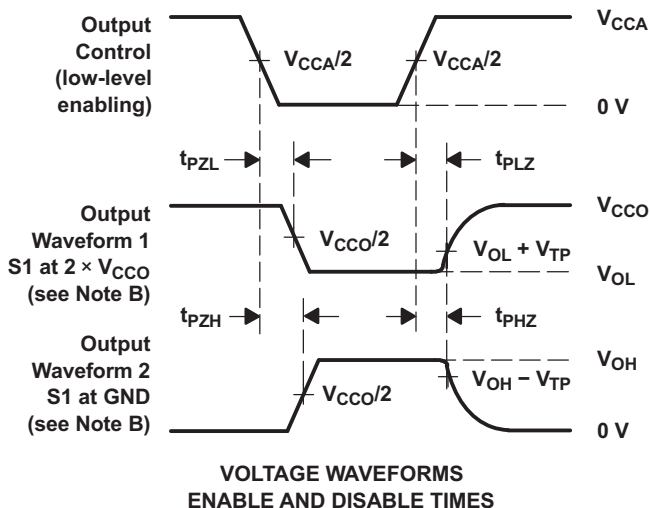 Output
Control
(low-level
enabling)
V_CCA/2
V_CCA/2
V_CCA
0 V
t_PZL
t_PLZ
Output
Waveform 1
S1 at 2 × V_CCO
(see Note B)
V_CCO/2
V_CCO
V_OL + V_TP
V_OL
t_PZH
t_PHZ
Output
Waveform 2
S1 at GND
(see Note B)
V_CCO/2
V_OH
V_OH − V_TP
0 V
VOLTAGE WAVEFORMS
ENABLE AND DISABLE TIMES